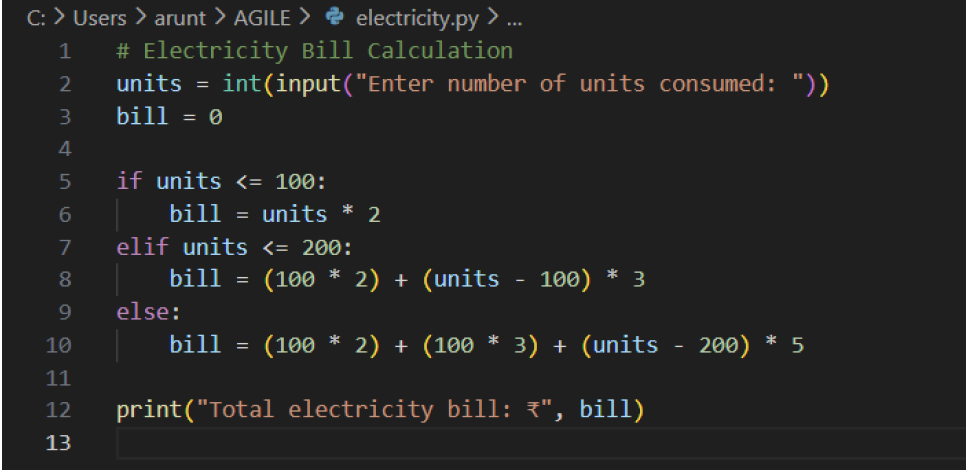 C: > Users > arunt > AGILE > electricity.py > ...
1 # Electricity Bill Calculation
2 units = int(input("Enter number of units consumed: "))
3 bill = 0
4
5 if units <= 100:
6     bill = units * 2
7 elif units <= 200:
8     bill = (100 * 2) + (units - 100) * 3
9 else:
10     bill = (100 * 2) + (100 * 3) + (units - 200) * 5
11
12 print("Total electricity bill: ₹", bill)
13